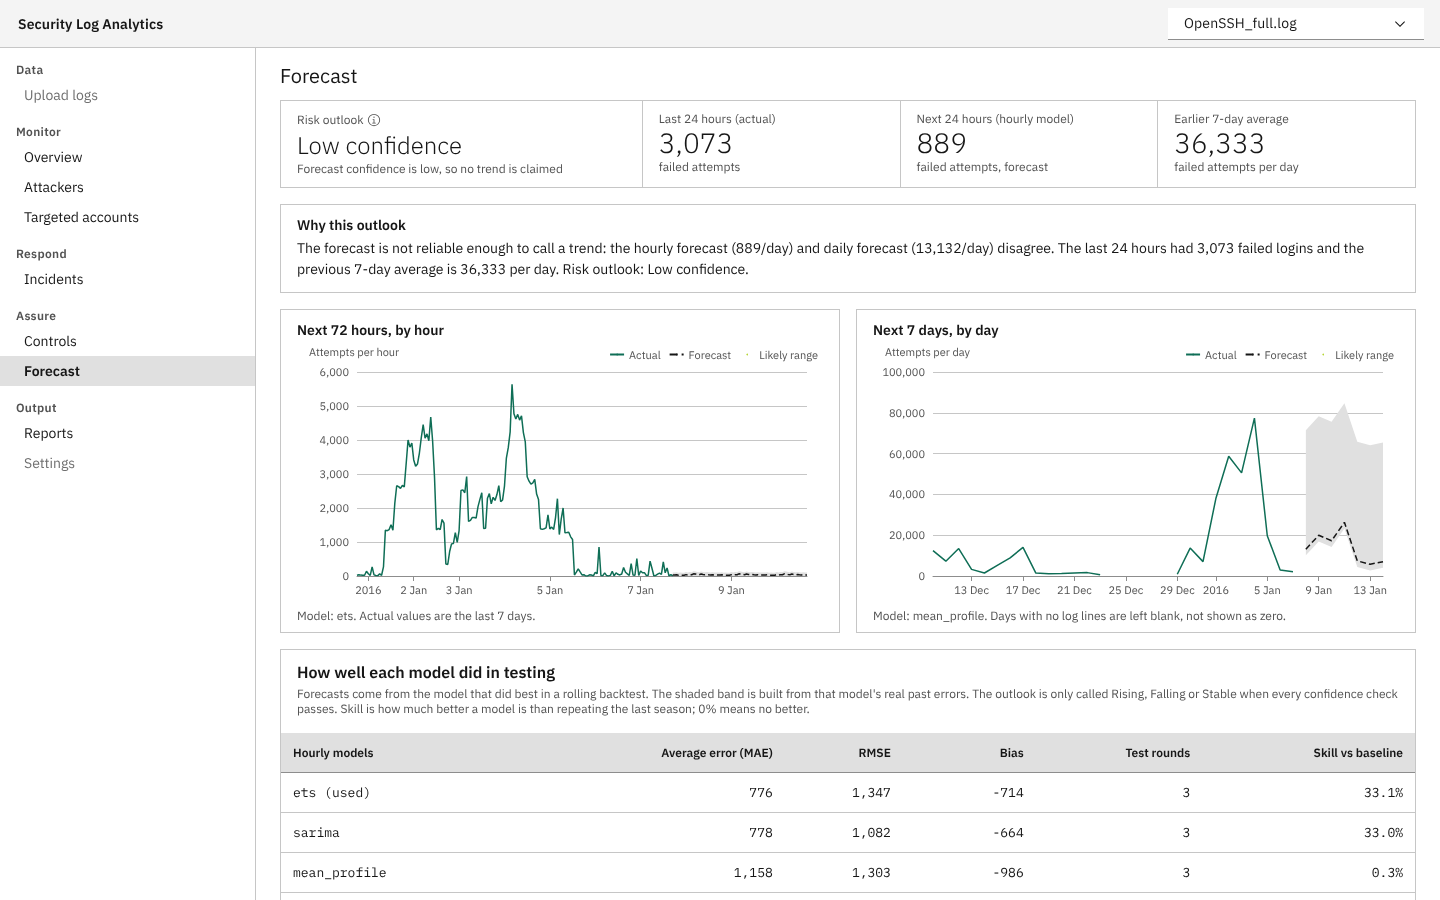 Security Log Analytics
OpenSSH_full.log
Data
Upload logs
Monitor
Overview
Attackers
Targeted accounts
Respond
Incidents
Assure
Controls
Forecast
Output
Reports
Settings
Forecast
Risk outlook
Low confidence
Forecast confidence is low, so no trend is claimed
Last 24 hours (actual)
3,073
failed attempts
Next 24 hours (hourly model)
889
failed attempts, forecast
Earlier 7-day average
36,333
failed attempts per day
Why this outlook
The forecast is not reliable enough to call a trend: the hourly forecast (889/day) and daily forecast (13,132/day) disagree. The last 24 hours had 3,073 failed logins and the
previous 7-day average is 36,333 per day. Risk outlook: Low confidence.
Next 72 hours, by hour
Attempts per hour
Actual Forecast Likely range
6,000
5,000
4,000
3,000
2,000
1,000
0
2016 2 Jan 3 Jan 5 Jan 7 Jan 9 Jan
Model: ets. Actual values are the last 7 days.
Next 7 days, by day
Attempts per day
Actual Forecast Likely range
100,000
80,000
60,000
40,000
20,000
0
13 Dec 17 Dec 21 Dec 25 Dec 29 Dec 2016 5 Jan 9 Jan 13 Jan
Model: mean_profile. Days with no log lines are left blank, not shown as zero.
How well each model did in testing
Forecasts come from the model that did best in a rolling backtest. The shaded band is built from that model's real past errors. The outlook is only called Rising, Falling or Stable when every confidence check
passes. Skill is how much better a model is than repeating the last season; 0% means no better.
Hourly models Average error (MAE) RMSE Bias Test rounds Skill vs baseline
ets (used) 776 1,347 -714 3 33.1%
sarima 778 1,082 -664 3 33.0%
mean_profile 1,158 1,303 -986 3 0.3%